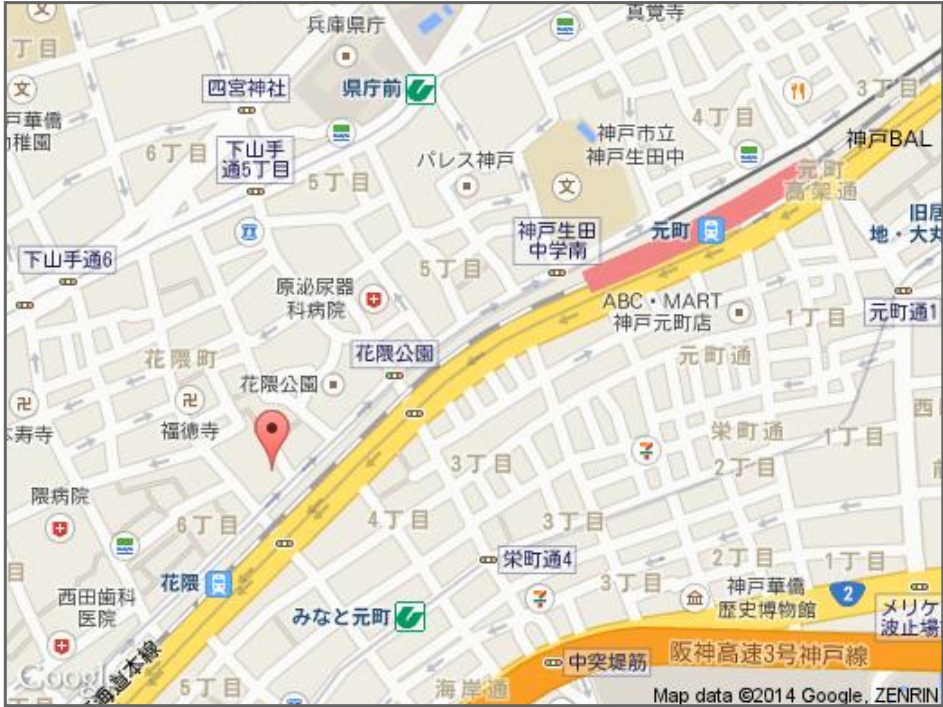 兵庫県庁
真覚寺
丁目
四宮神社
県庁前
3丁目
戸華僑
稚園
4丁目
神戸市立
神戸生田中
神戸BAL
6丁目
下山手
通5丁目
パレス神戸
5丁目
元町
高架通
旧居
地・大丸
神戸生田
中学南
元町
下山手通6
5丁目
原泌尿器
科病院
ABC・MART
神戸元町店
1丁目
元町通1
花隈町
花隈公園
元町通
花隈公園
西
寿寺
福徳寺
栄町通
1丁目
3丁目
2丁目
隈病院
6丁目
4丁目
3丁目
栄町通4
2丁目
1丁目
目
花隈
3丁目
神戸華僑
歴史博物館
2
西田歯科
医院
みなと元町
メリケ
波止場
海道本線
中突堤筋
阪神高速3号神戸線
Google
5丁目
海岸通
Map data ©2014 Google, ZENRIN